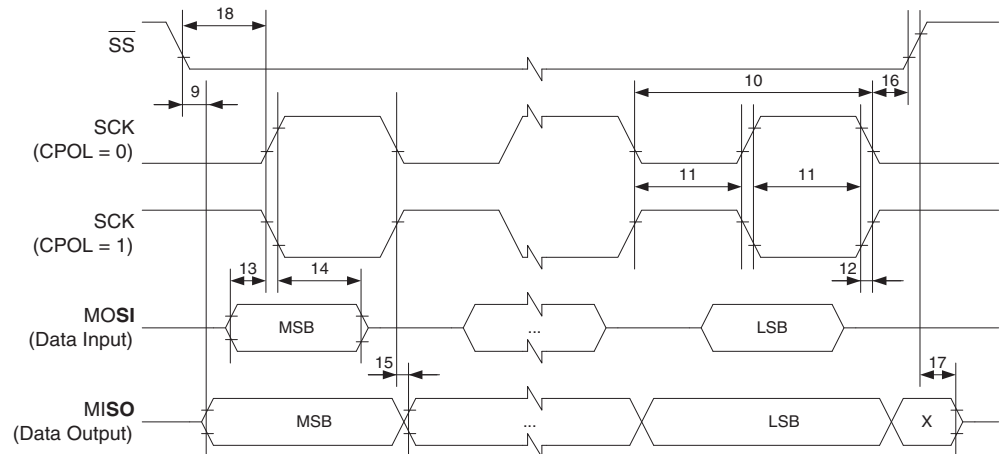 18
SS
9
10
16
SCK
(CPOL = 0)
11
11
SCK
(CPOL = 1)
13
14
12
MOSI
(Data Input)
MSB
...
LSB
15
17
MISO
(Data Output)
MSB
...
LSB
X